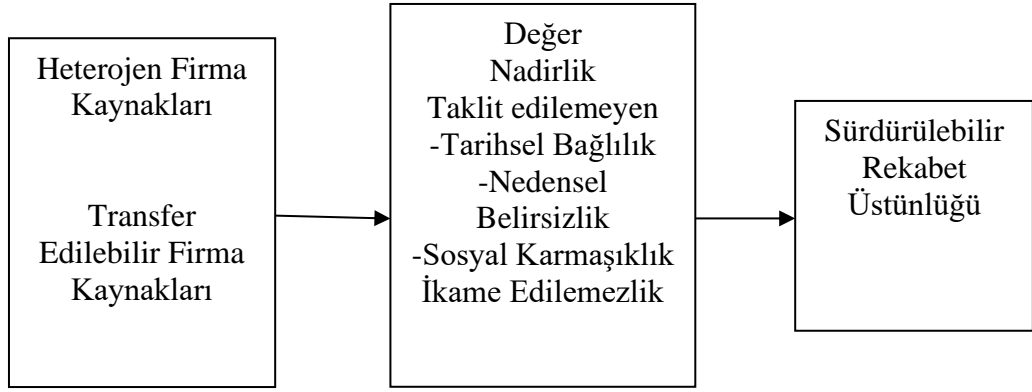 Heterojen Firma
Kaynakları
Transfer
Edilebilir Firma
Kaynakları
Değer
Nadirlik
Taklit edilemeyen
-Tarihsel Bağlılık
-Nedensel
Belirsizlik
-Sosyal Karmaşıklık
İkame Edilemezlik
Sürdürülebilir
Rekabet
Üstünlüğü